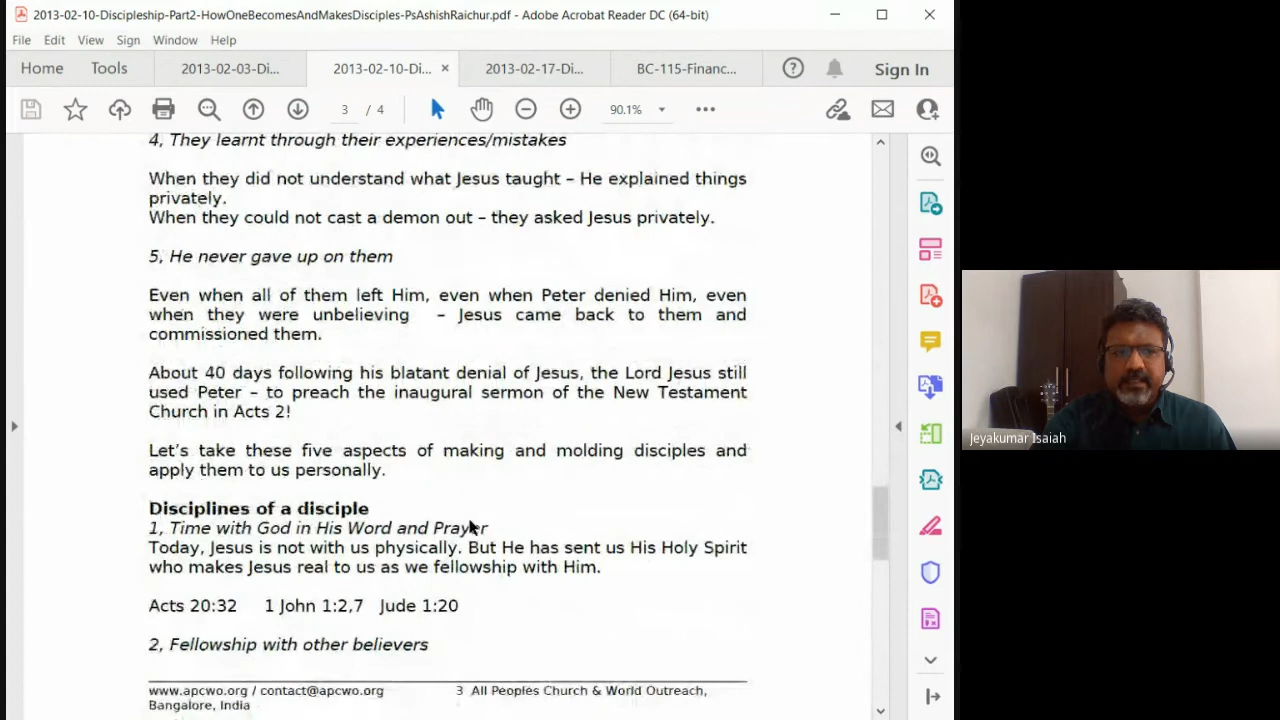 2013-02-10-Discipleship-Part2-HowOneBecomesAndMakesDisciples-PsAshishRaichur.pdf - Adobe Acrobat Reader DC (64-bit)
File Edit View Sign Window Help
Home Tools 2013-02-03-Di... 2013-02-10-Di... × 2013-02-17-Di... BC-115-Financ... Sign In
3 / 4 90.1%
4, They learnt through their experiences/mistakes
When they did not understand what Jesus taught – He explained things
privately.
When they could not cast a demon out – they asked Jesus privately.
5, He never gave up on them
Even when all of them left Him, even when Peter denied Him, even
when they were unbelieving – Jesus came back to them and
commissioned them.
About 40 days following his blatant denial of Jesus, the Lord Jesus still
used Peter – to preach the inaugural sermon of the New Testament
Church in Acts 2!
Let's take these five aspects of making and molding disciples and
apply them to us personally.
Disciplines of a disciple
1, Time with God in His Word and Prayer
Today, Jesus is not with us physically. But He has sent us His Holy Spirit
who makes Jesus real to us as we fellowship with Him.
Acts 20:32 1 John 1:2,7 Jude 1:20
2, Fellowship with other believers
www.apcwo.org / contact@apcwo.org 3 All Peoples Church & World Outreach,
Bangalore, India
Jeyakumar Isaiah